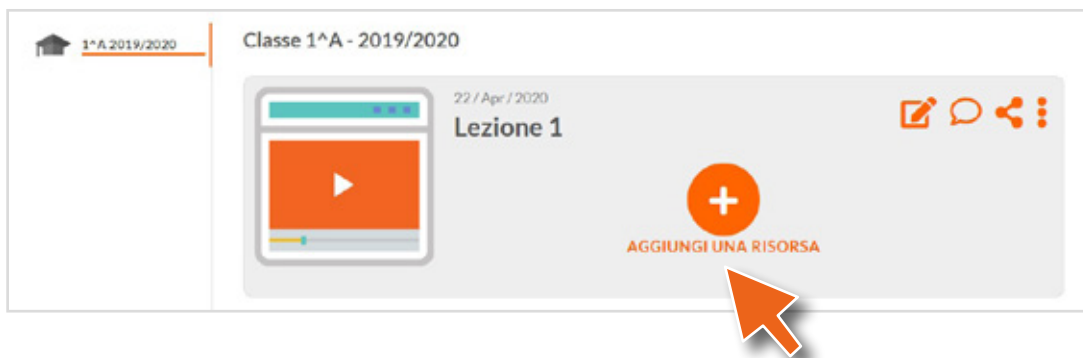 1^A 2019/2020
Classe 1^A - 2019/2020
22/Apr/2020
Lezione 1
AGGIUNGI UNA RISORSA